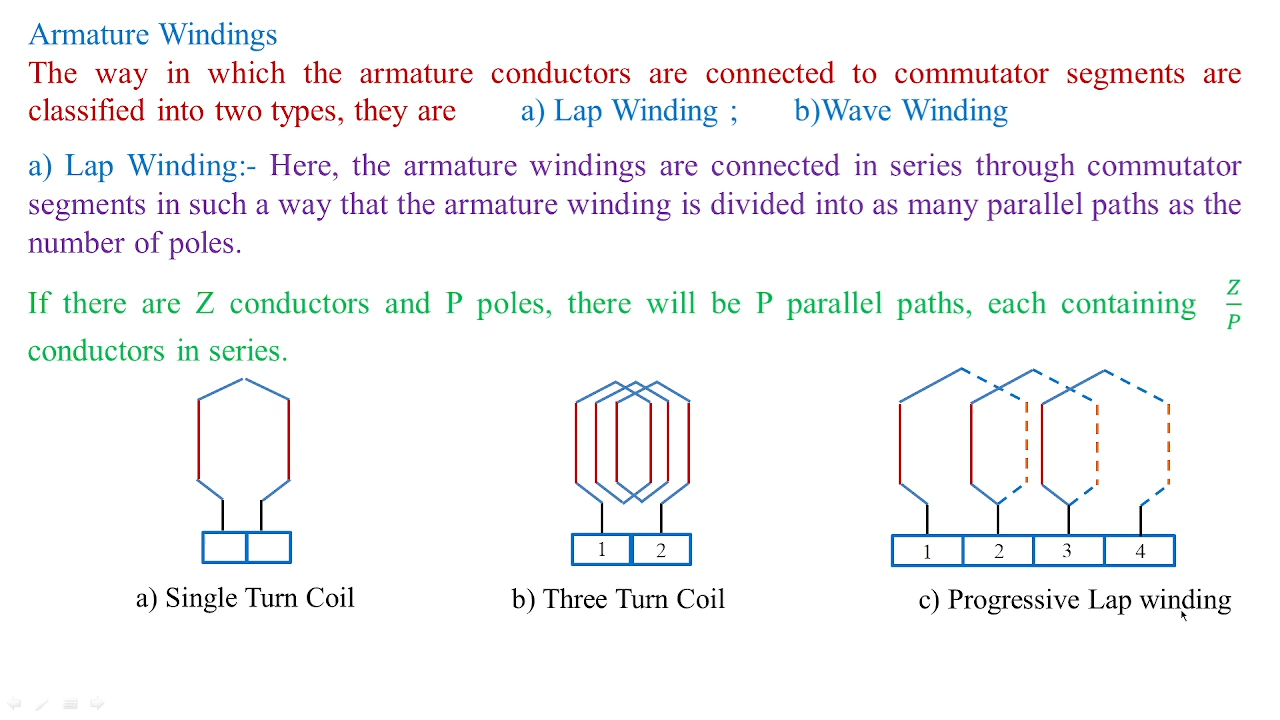 Armature Windings
The way in which the armature conductors are connected to commutator segments are
classified into two types, they are a) Lap Winding ; b)Wave Winding
a) Lap Winding:- Here, the armature windings are connected in series through commutator
segments in such a way that the armature winding is divided into as many parallel paths as the
number of poles.
If there are Z conductors and P poles, there will be P parallel paths, each containing Z/P
conductors in series.
1 2
1 2 3 4
a) Single Turn Coil
b) Three Turn Coil
c) Progressive Lap winding